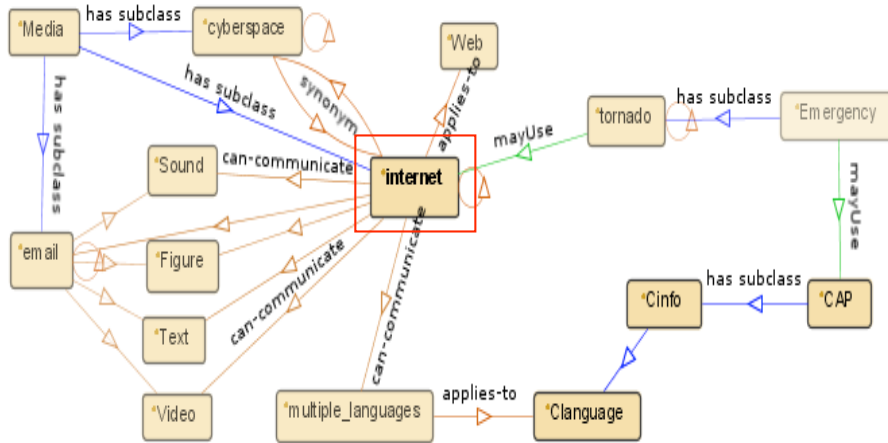 Media
has subclass
cyberspace
Web
has subclass
synonym
applies-to
has subclass
mayUse
tornado
has subclass
Emergency
Sound
can-communicate
internet
mayUse
email
Figure
can-communicate
can-communicate
has subclass
Cinfo
CAP
Text
Video
multiple_languages
applies-to
Clanguage